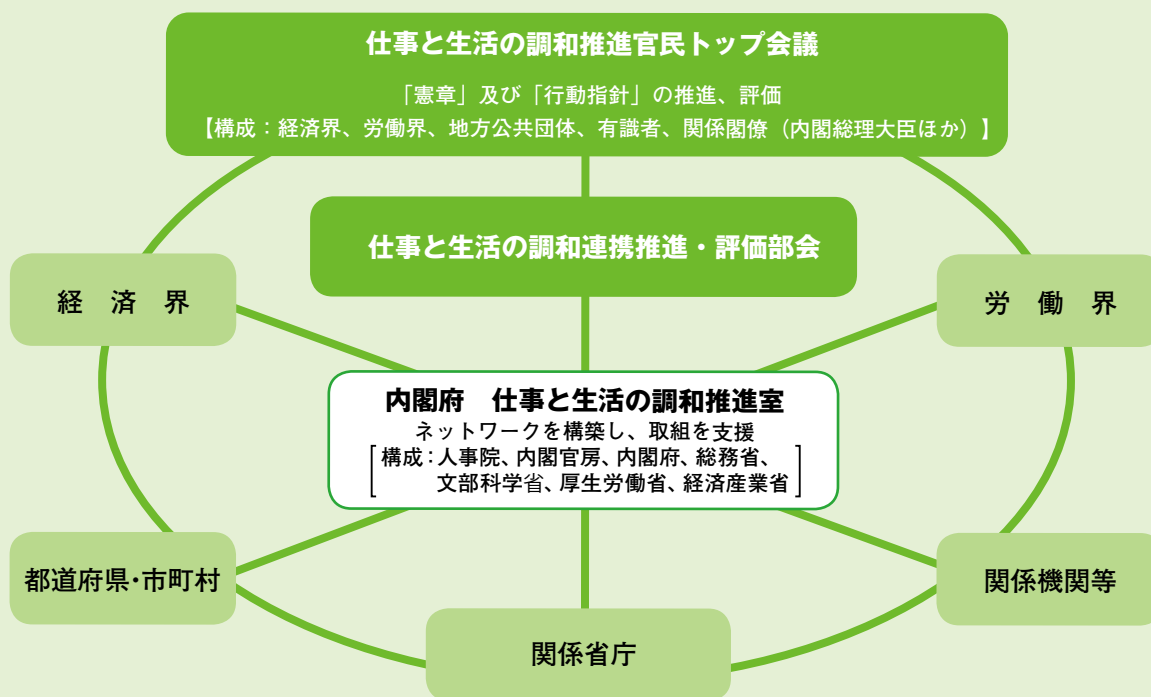 仕事と生活の調和推進官民トップ会議
「憲章」及び「行動指針」の推進、評価
【構成：経済界、労働界、地方公共団体、有識者、関係閣僚（内閣総理大臣ほか）】
仕事と生活の調和連携推進・評価部会
経　済　界
労　働　界
内閣府　仕事と生活の調和推進室
ネットワークを構築し、取組を支援
[構成：人事院、内閣官房、内閣府、総務省、
文部科学省、厚生労働省、経済産業省]
都道府県・市町村
関係機関等
関係省庁